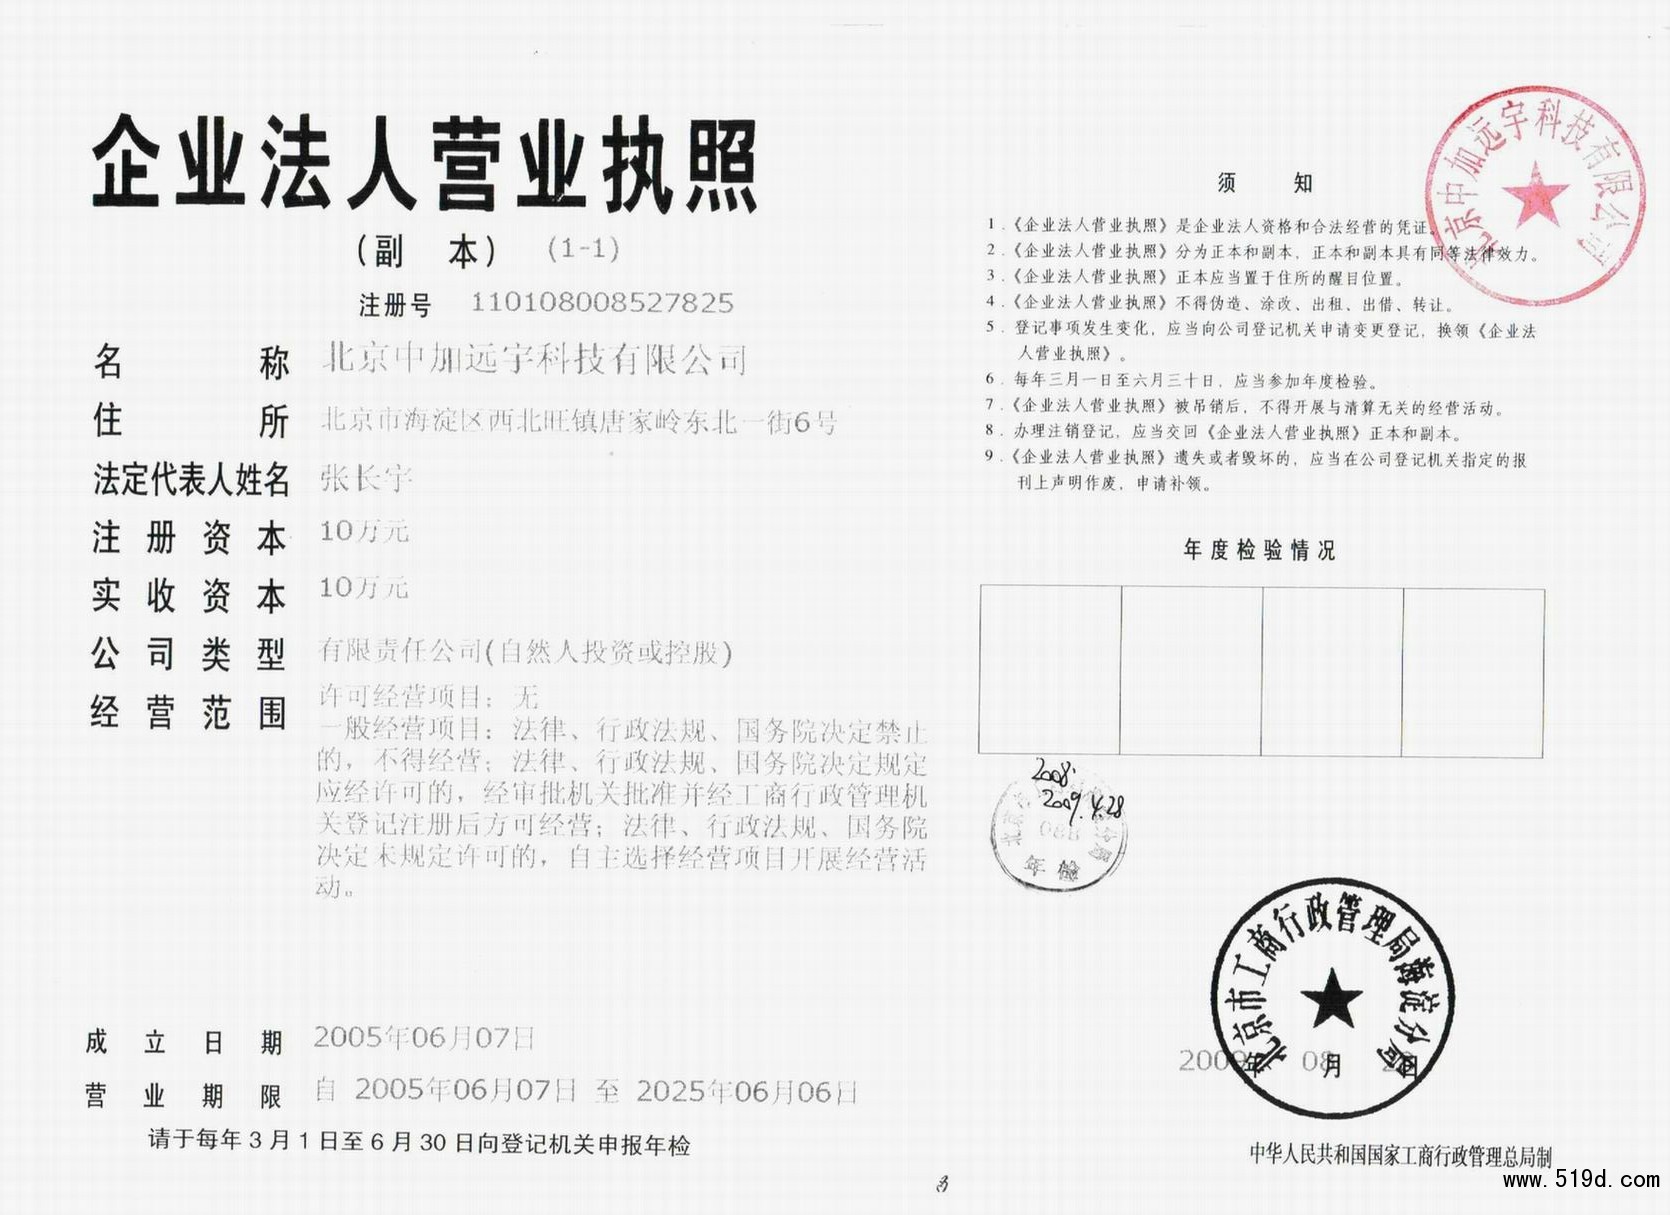 企业法人营业执照
（副 本） (1-1)
注册号 110108008527825
名称 北京中加远宇科技有限公司
住所 北京市海淀区西北旺镇唐家岭东北一街6号
法定代表人姓名 张长宇
注册资本 10万元
实收资本 10万元
公司类型 有限责任公司(自然人投资或控股)
经营范围 许可经营项目：无
一般经营项目：法律、行政法规、国务院决定禁止
的，不得经营；法律、行政法规、国务院决定规定
应经许可的，经审批机关批准并经工商行政管理机
关登记注册后方可经营；法律、行政法规、国务院
决定未规定许可的，自主选择经营项目开展经营活
动。
成立日期 2005年06月07日
营业期限 自 2005年06月07日 至 2025年06月06日
请于每年3月1日至6月30日向登记机关申报年检
北京中加远宇科技有限公司
须 知
1．《企业法人营业执照》是企业法人资格和合法经营的凭证。
2．《企业法人营业执照》分为正本和副本，正本和副本具有同等法律效力。
3．《企业法人营业执照》正本应当置于住所的醒目位置。
4．《企业法人营业执照》不得伪造、涂改、出租、出借、转让。
5．登记事项发生变化，应当向公司登记机关申请变更登记，换领《企业法
人营业执照》。
6．每年三月一日至六月三十日，应当参加年度检验。
7．《企业法人营业执照》被吊销后，不得开展与清算无关的经营活动。
8．办理注销登记，应当交回《企业法人营业执照》正本和副本。
9．《企业法人营业执照》遗失或者毁坏的，应当在公司登记机关指定的报
刊上声明作废，申请补领。
年度检验情况
2008.
2009.4.28
年检
北京市工商行政管理局海淀分局
2009年 08月 日
中华人民共和国国家工商行政管理总局制
www.519d.com